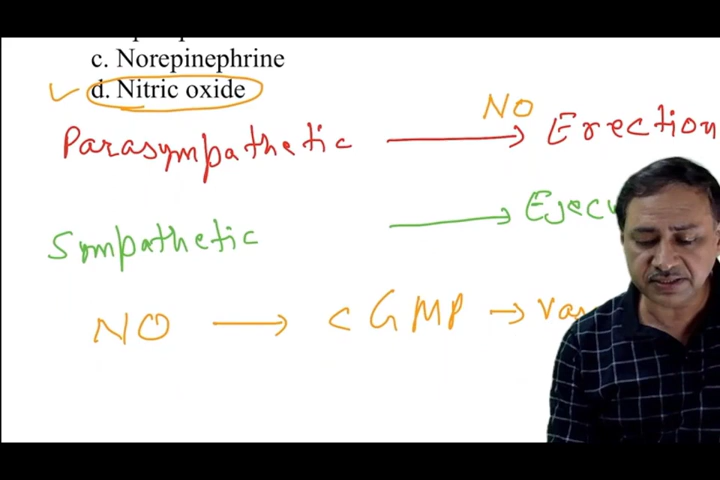 c. Norepinephrine
d. Nitric oxide
NO
Parasympathetic → Erection
Sympathetic →
NO → cGMP →